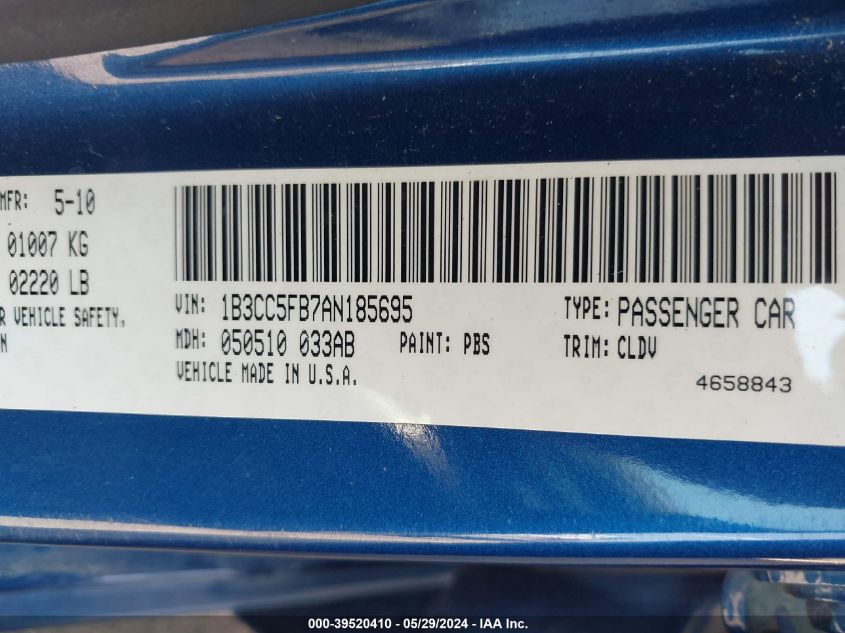 MFR: 5-10
01007 KG
02220 LB
R VEHICLE SAFETY,
N
VIN: 1B3CC5FB7AN185695
TYPE: PASSENGER CAR
MDH: 050510 033AB
PAINT: PBS
TRIM: CLDV
VEHICLE MADE IN U.S.A.
4658843
000-39520410 - 05/29/2024 - IAA Inc.